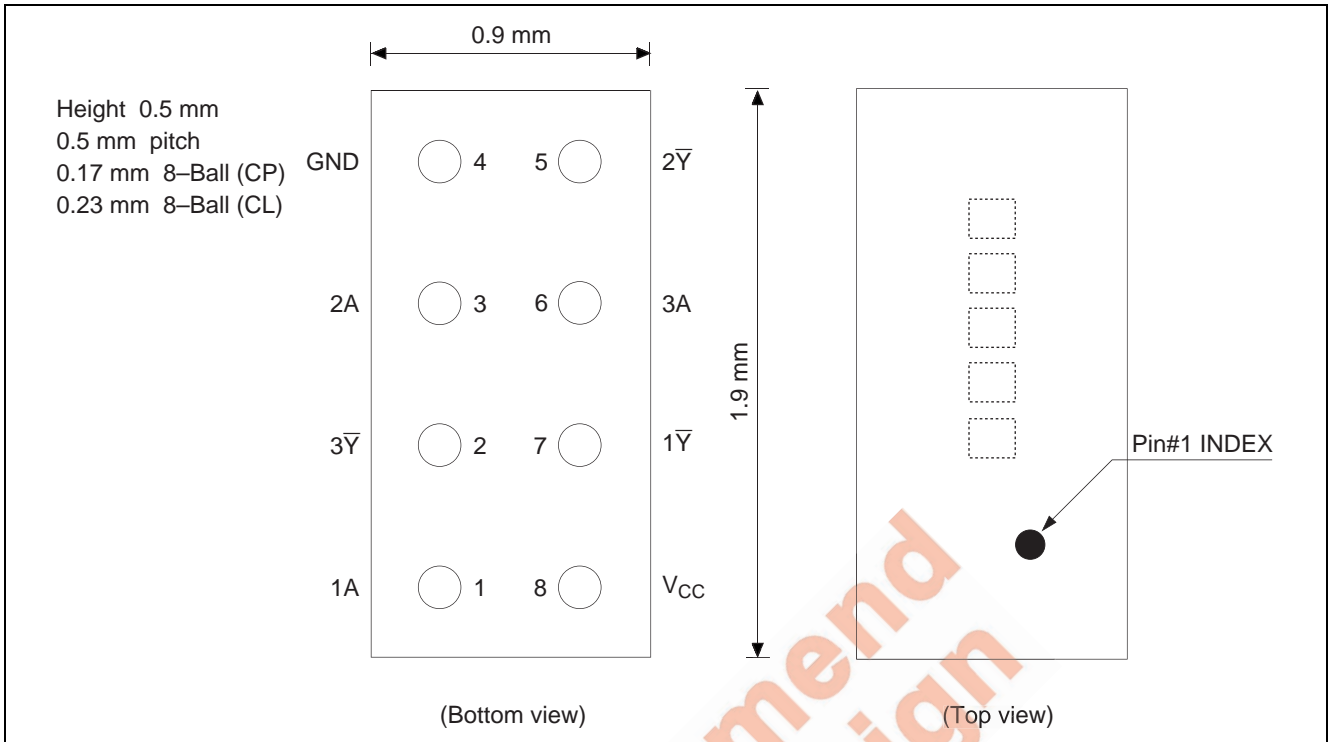 0.9 mm
Height 0.5 mm
0.5 mm pitch
0.17 mm 8–Ball (CP)
0.23 mm 8–Ball (CL)
GND 4 5 2Y̅
2A 3 6 3A
1.9 mm
3Y̅ 2 7 1Y̅
Pin#1 INDEX
1A 1 8 VCC
(Bottom view) (Top view)
mend
ign